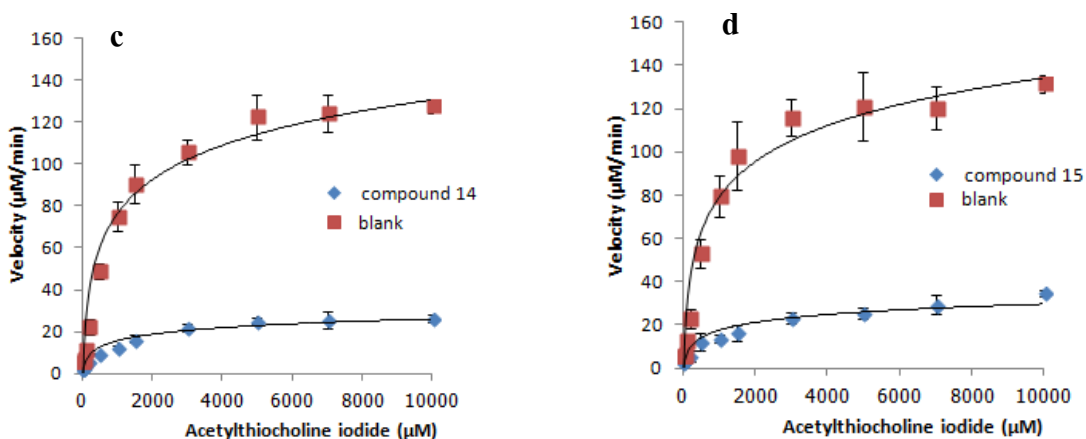 c
160
140
120
100
80
60
40
20
0
Velocity (µM/min)
compound 14
blank
0 2000 4000 6000 8000 10000
Acetylthiocholine iodide (µM)
d
160
140
120
100
80
60
40
20
0
Velocity (µM/min)
compound 15
blank
0 2000 4000 6000 8000 10000
Acetylthiocholine iodide (µM)